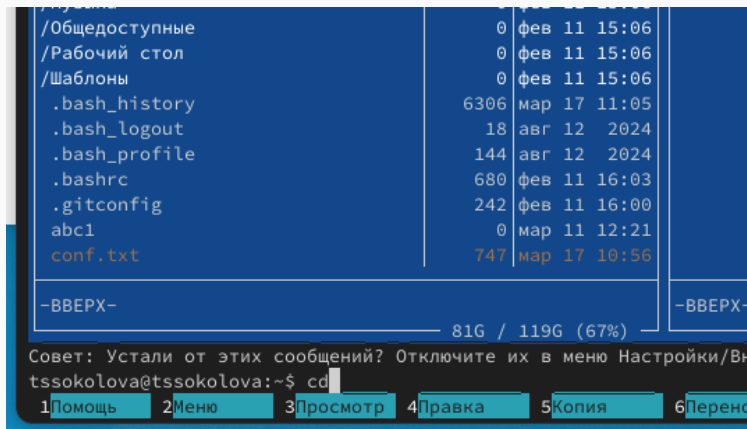 /Общедоступные 0 фев 11 15:06
/Рабочий стол 0 фев 11 15:06
/Шаблоны 0 фев 11 15:06
.bash_history 6306 мар 17 11:05
.bash_logout 18 авг 12 2024
.bash_profile 144 авг 12 2024
.bashrc 680 фев 11 16:03
.gitconfig 242 фев 11 16:00
abc1 0 мар 11 12:21
conf.txt 747 мар 17 10:56
-ВВЕРХ- -ВВЕРХ-
81G / 119G (67%)
Совет: Устали от этих сообщений? Отключите их в меню Настройки/Вн
tssokolova@tssokolova:~$ cd
1Помощь 2Меню 3Просмотр 4Правка 5Копия 6Перено